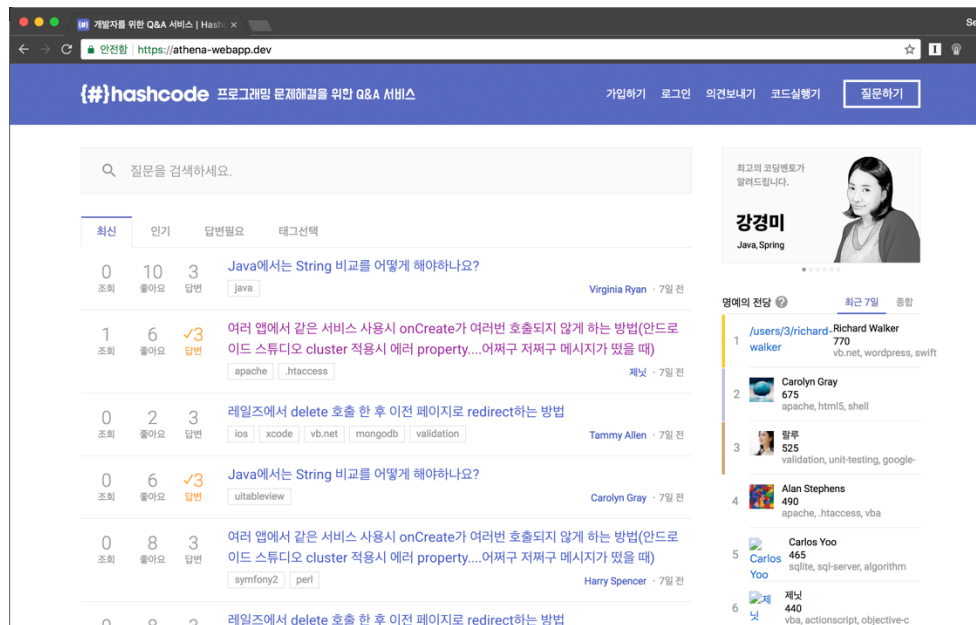 개발자를 위한 Q&A 서비스 | Hash
안전함 https://athena-webapp.dev
{#}hashcode 프로그래밍 문제해결을 위한 Q&A 서비스
가입하기 로그인 의견보내기 코드실행기 질문하기
질문을 검색하세요.
최신 인기 답변필요 태그선택
0 10 3
조회 좋아요 답변
Java에서는 String 비교를 어떻게 해야하나요?
java
Virginia Ryan · 7일 전
1 6 ✓3
조회 좋아요 답변
여러 앱에서 같은 서비스 사용시 onCreate가 여러번 호출되지 않게 하는 방법(안드로
이드 스튜디오 cluster 적용시 에러 property....어쩌구 저쩌구 메시지가 떴을 때)
apache .htaccess
제닛 · 7일 전
0 2 3
조회 좋아요 답변
레일즈에서 delete 호출 한 후 이전 페이지로 redirect하는 방법
ios xcode vb.net mongodb validation
Tammy Allen · 7일 전
0 6 ✓3
조회 좋아요 답변
Java에서는 String 비교를 어떻게 해야하나요?
uitableview
Carolyn Gray · 7일 전
0 8 3
조회 좋아요 답변
여러 앱에서 같은 서비스 사용시 onCreate가 여러번 호출되지 않게 하는 방법(안드로
이드 스튜디오 cluster 적용시 에러 property....어쩌구 저쩌구 메시지가 떴을 때)
symfony2 perl
Harry Spencer · 7일 전
0 8 3
레일즈에서 delete 호출 한 후 이전 페이지로 redirect하는 방법
최고의 코딩멘토가
알려드립니다.
강경미
Java, Spring
명예의 전당 ? 최근 7일 종합
1 /users/3/richard-walker
Richard Walker
770
vb.net, wordpress, swift
2 Carolyn Gray
675
apache, html5, shell
3 랄루
525
validation, unit-testing, google-
4 Alan Stephens
490
apache, .htaccess, vba
5 Carlos Yoo
Carlos Yoo
465
sqlite, sql-server, algorithm
6 제닛
제닛
440
vba, actionscript, objective-c